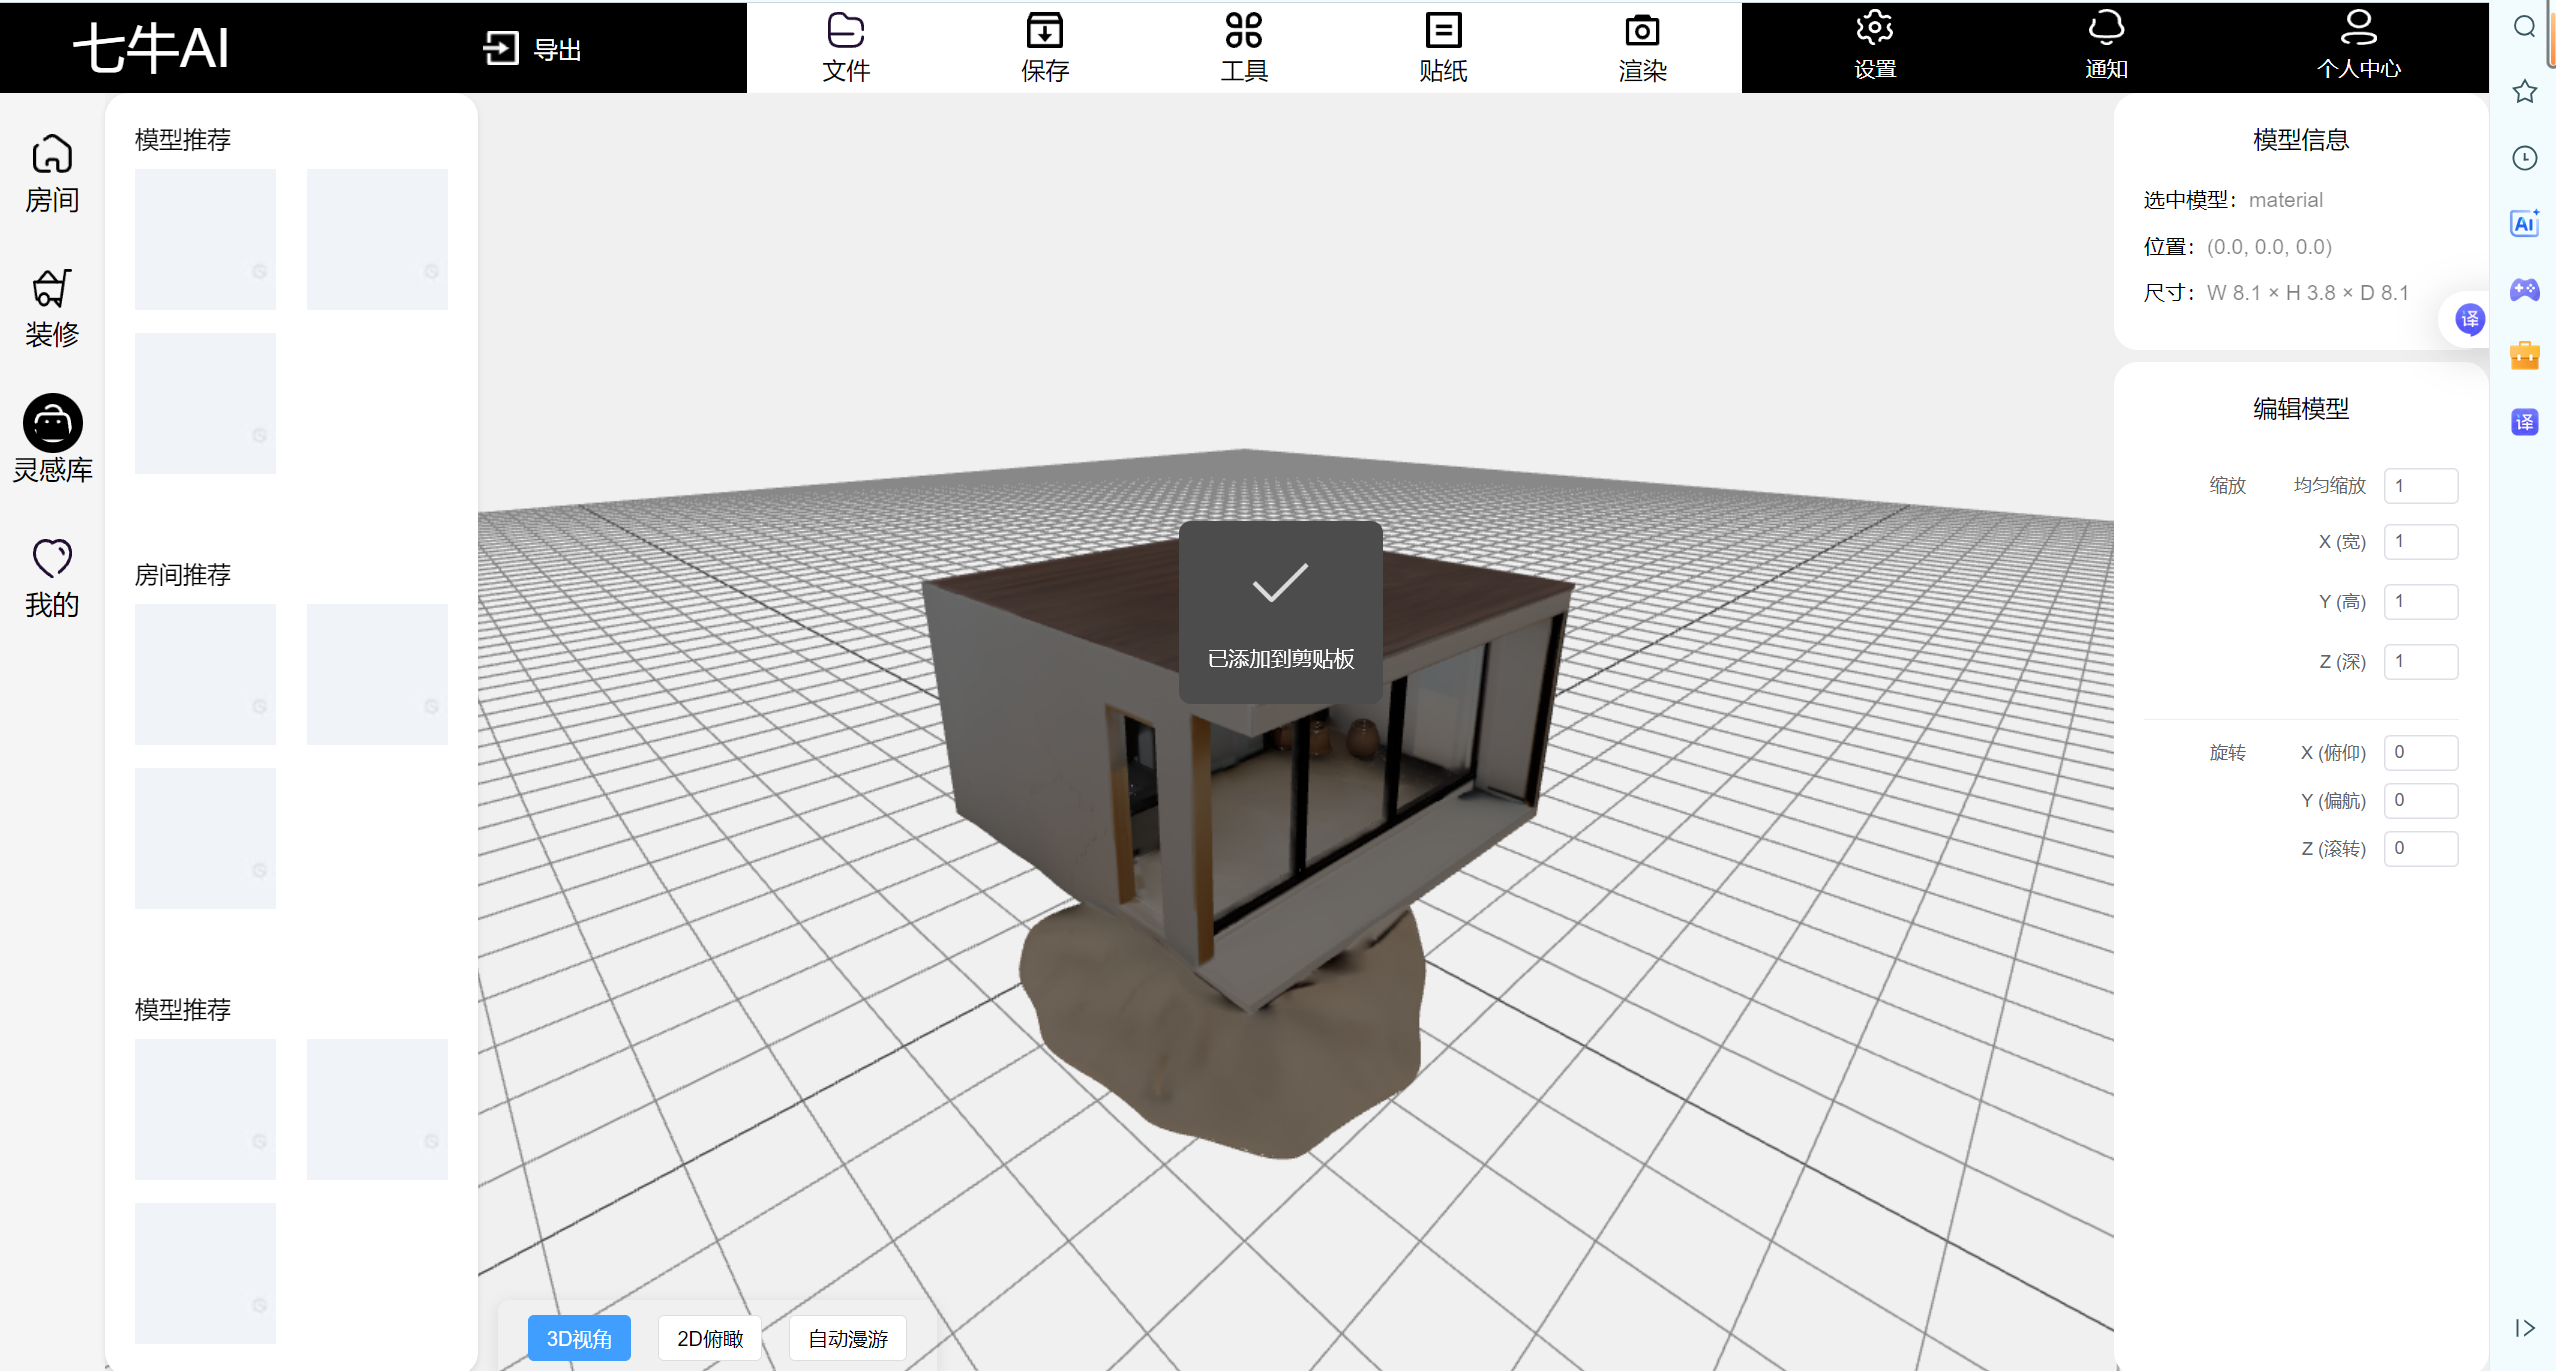 七牛AI
导出
文件
保存
工具
贴纸
渲染
设置
通知
个人中心
房间
装修
灵感库
我的
模型推荐
房间推荐
模型推荐
已添加到剪贴板
3D视角
2D俯瞰
自动漫游
模型信息
选中模型：material
位置：(0.0, 0.0, 0.0)
尺寸：W 8.1 × H 3.8 × D 8.1
编辑模型
缩放 均匀缩放 1
X (宽) 1
Y (高) 1
Z (深) 1
旋转 X (俯仰) 0
Y (偏航) 0
Z (滚转) 0
译
AI
译